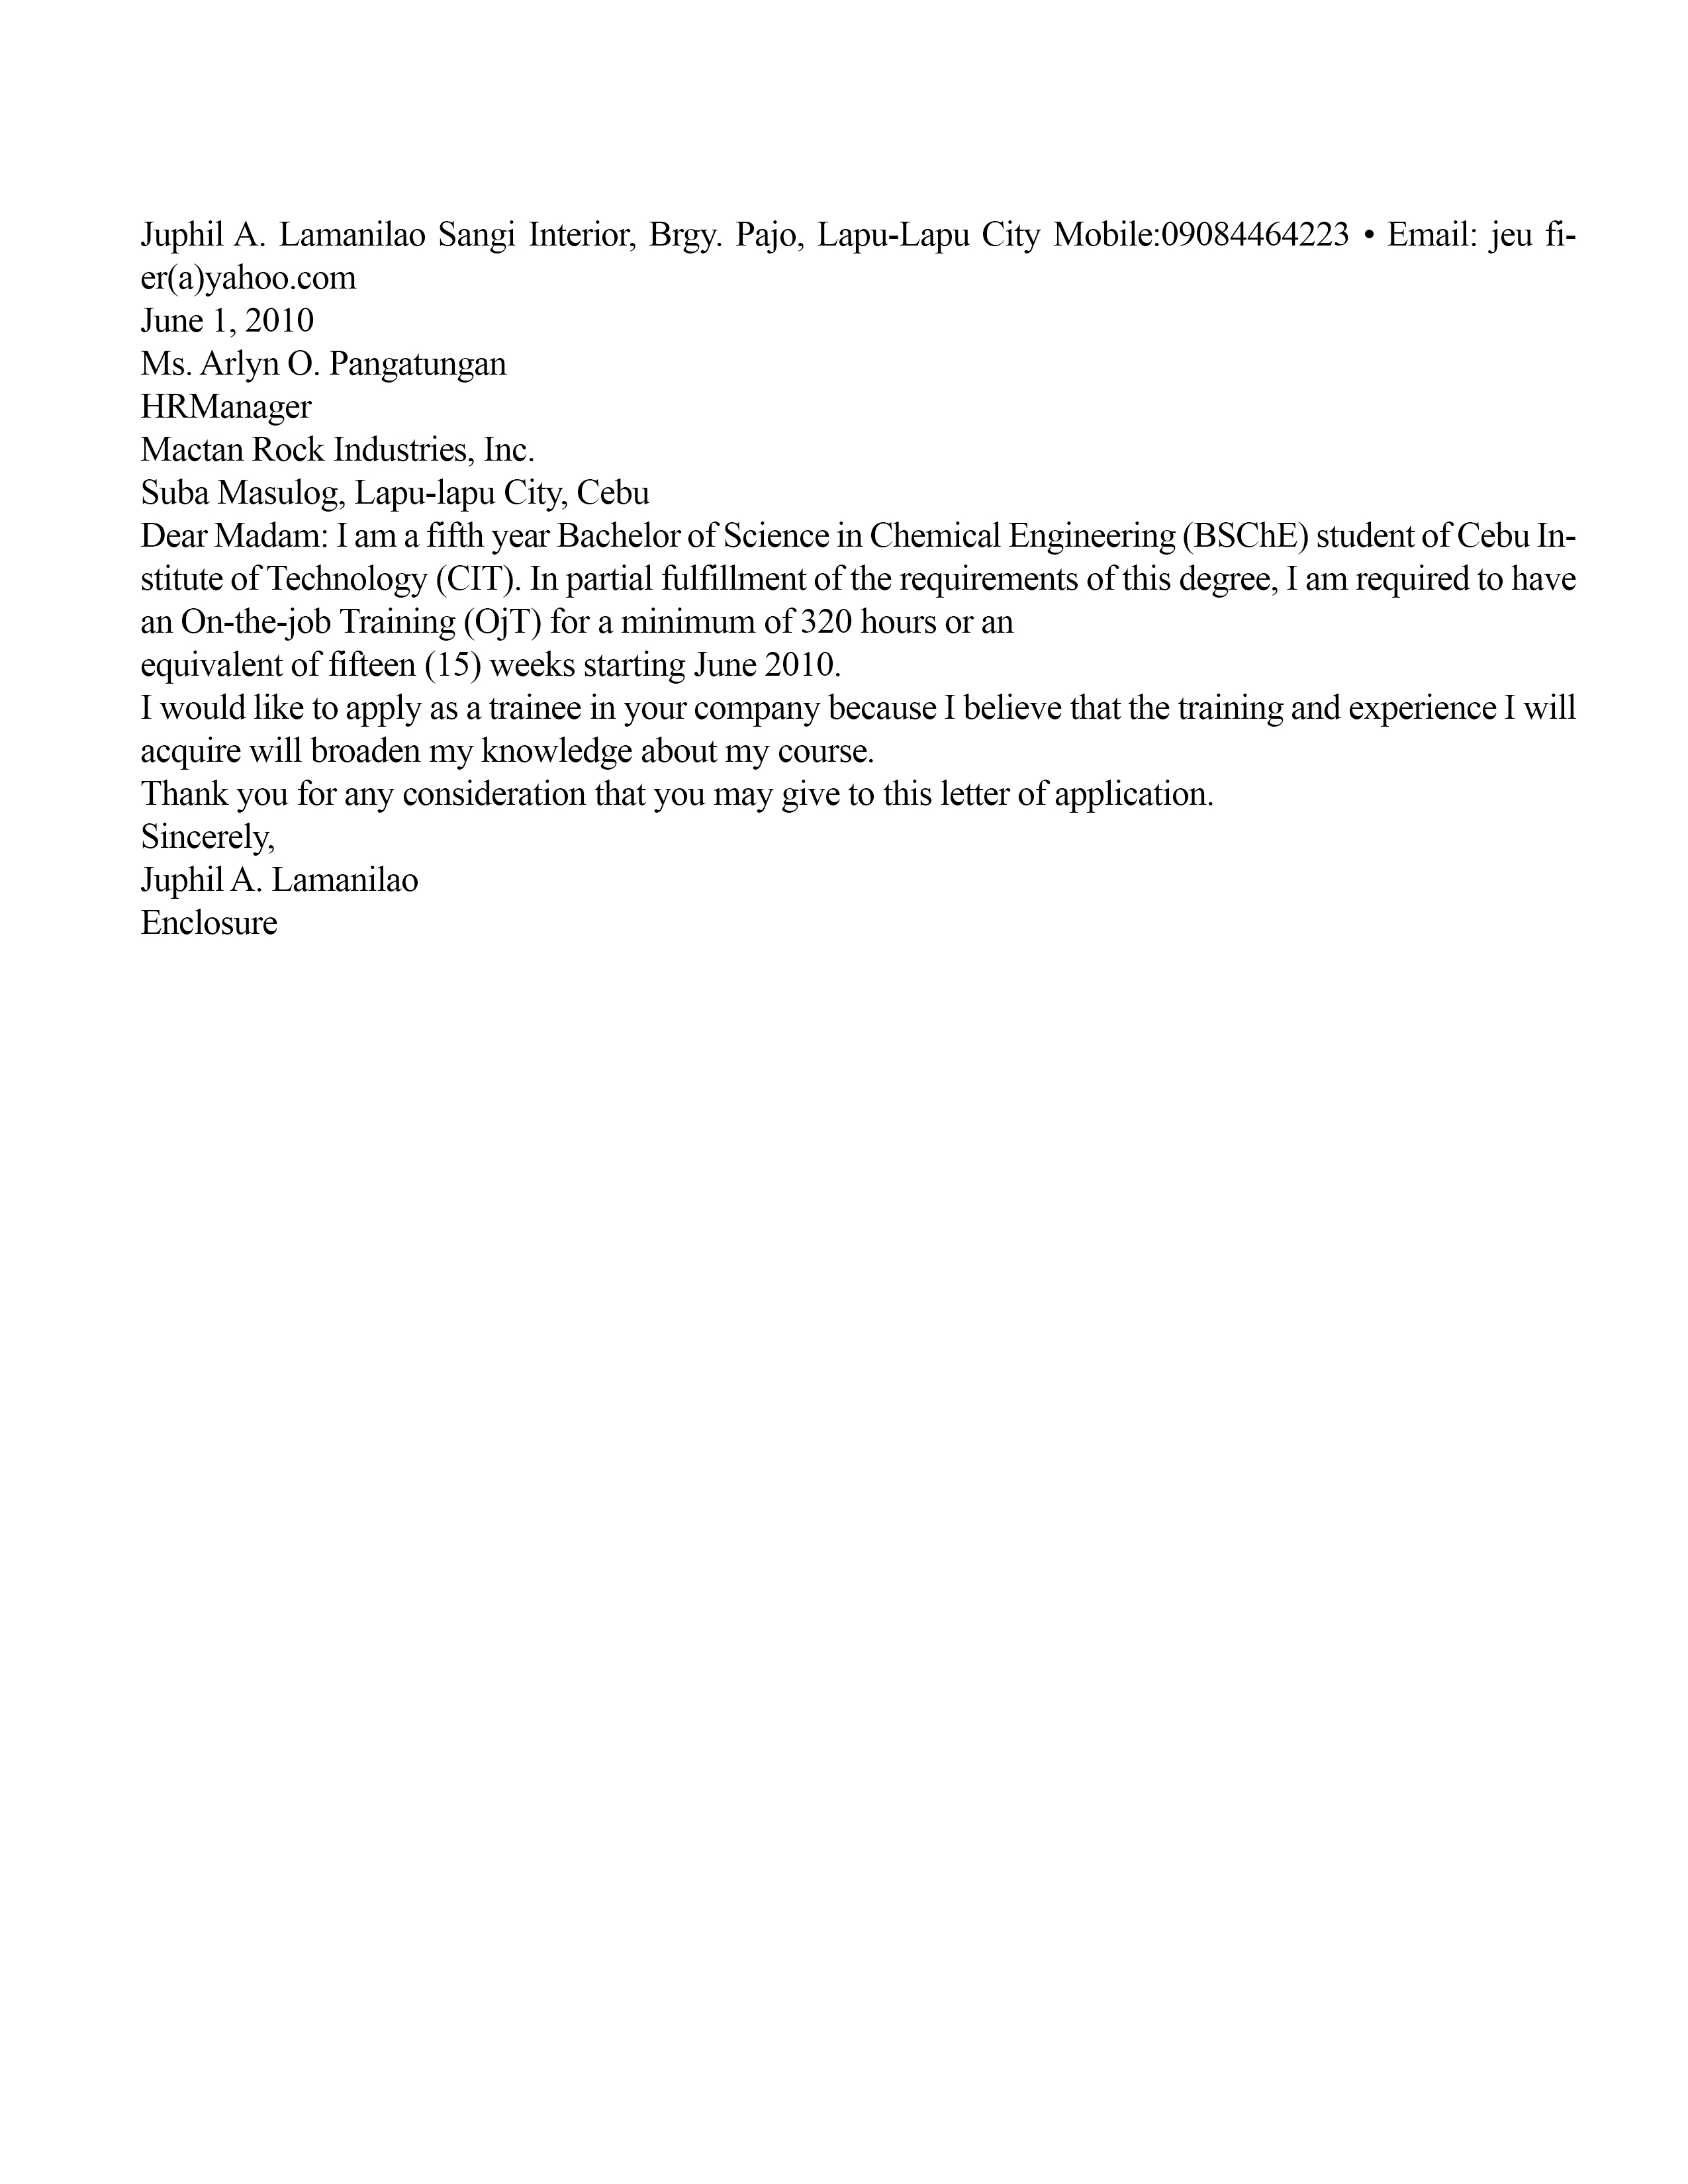 Juphil A. Lamanilao Sangi Interior, Brgy. Pajo, Lapu-Lapu City Mobile:09084464223 • Email: jeu fi-
er(a)yahoo.com
June 1, 2010
Ms. Arlyn O. Pangatungan
HRManager
Mactan Rock Industries, Inc.
Suba Masulog, Lapu-lapu City, Cebu
Dear Madam: I am a fifth year Bachelor of Science in Chemical Engineering (BSChE) student of Cebu In-
stitute of Technology (CIT). In partial fulfillment of the requirements of this degree, I am required to have
an On-the-job Training (OjT) for a minimum of 320 hours or an
equivalent of fifteen (15) weeks starting June 2010.
I would like to apply as a trainee in your company because I believe that the training and experience I will
acquire will broaden my knowledge about my course.
Thank you for any consideration that you may give to this letter of application.
Sincerely,
Juphil A. Lamanilao
Enclosure